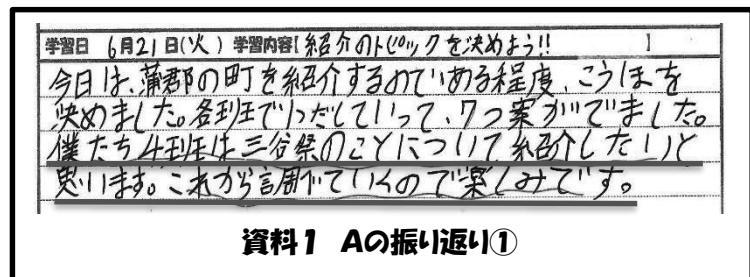 学習日 6月21日(火) 学習内容【紹介のトピックを決めよう!! 】
今日は、蒲郡の町を紹介するのである程度、こうほを
決めました。各班で1つだしていって、7つ案がでました。
僕たち4班は三谷祭のことについて紹介したいと
思います。これから調べていくので楽しみです。
資料1 Aの振り返り①